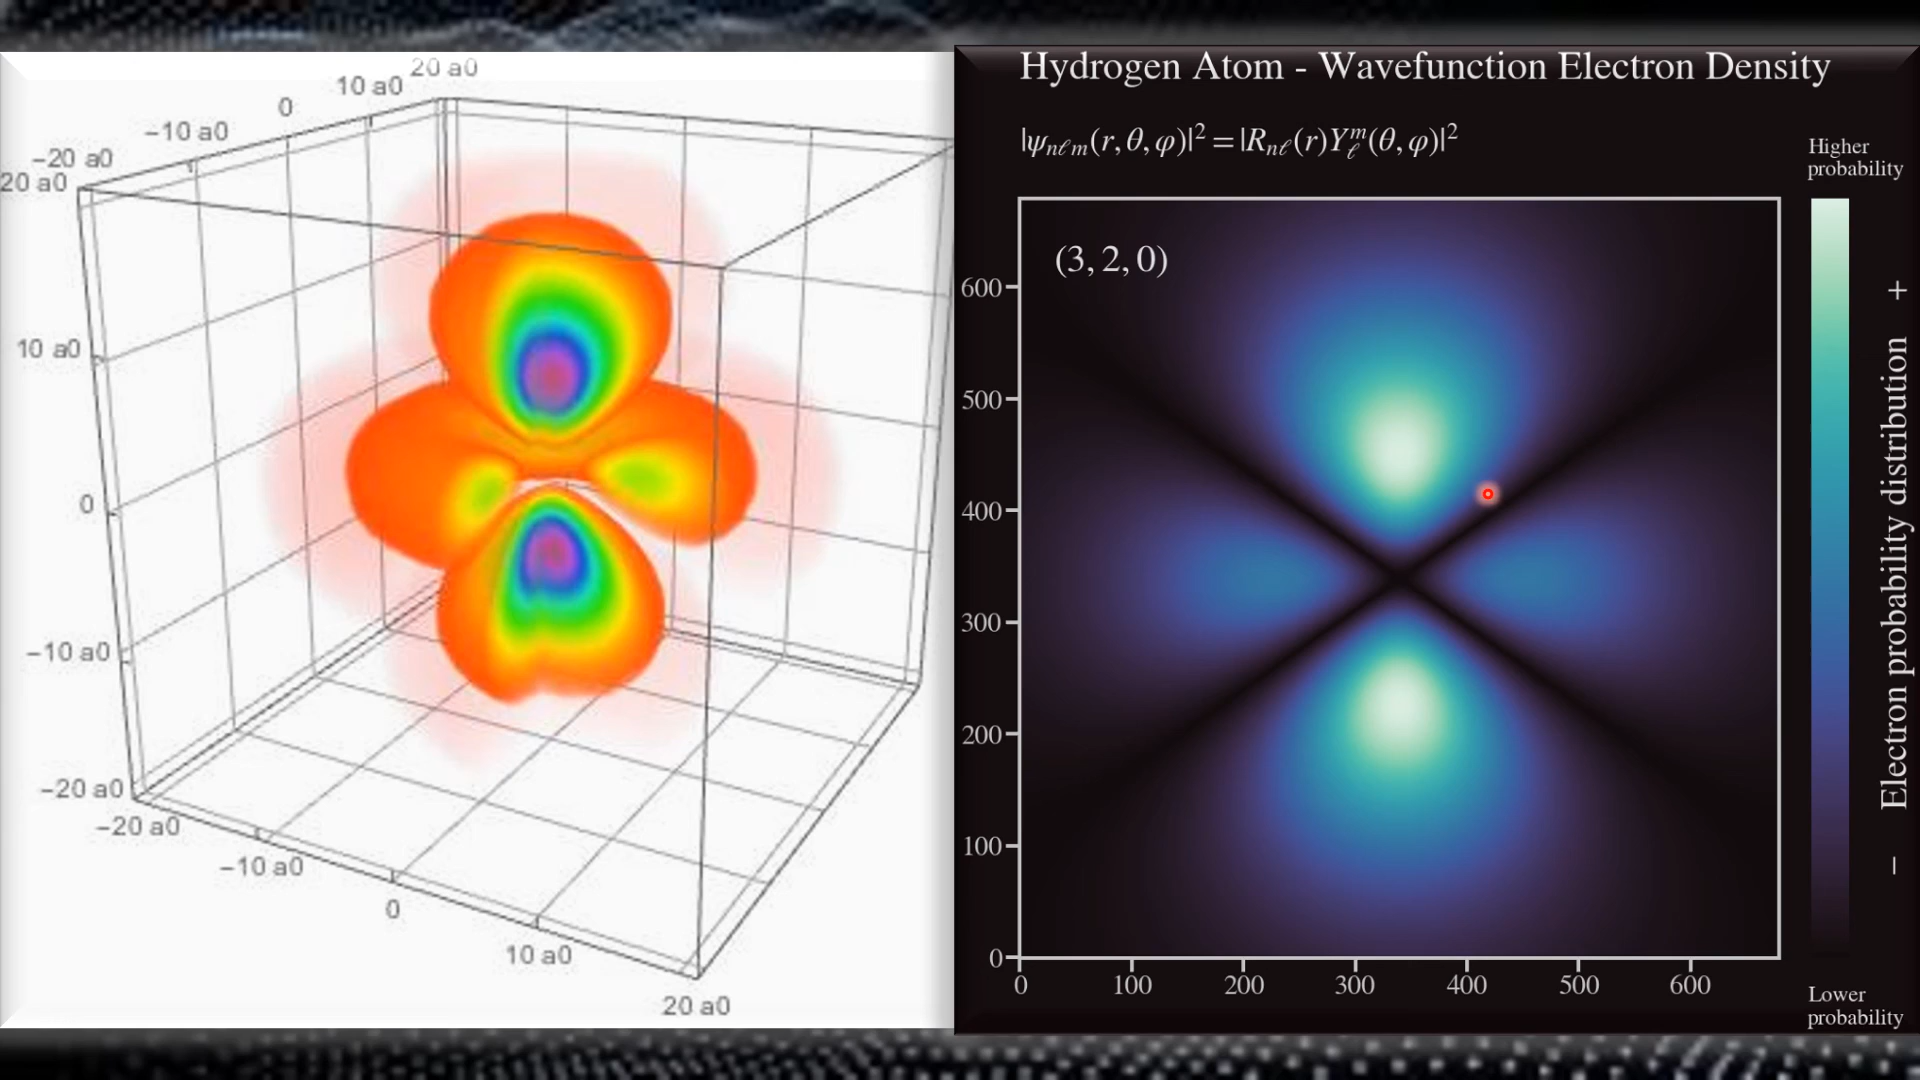 20 a0
10 a0
0
−10 a0
−20 a0
20 a0
10 a0
0
−10 a0
−20 a0
−20 a0
−10 a0
0
10 a0
20 a0
Hydrogen Atom - Wavefunction Electron Density
|ψnℓm(r, θ, φ)|² = |Rnℓ(r)Yℓᵐ(θ, φ)|²
Higher
probability
(3, 2, 0)
600
500
400
300
200
100
0
0 100 200 300 400 500 600
− Electron probability distribution +
Lower
probability